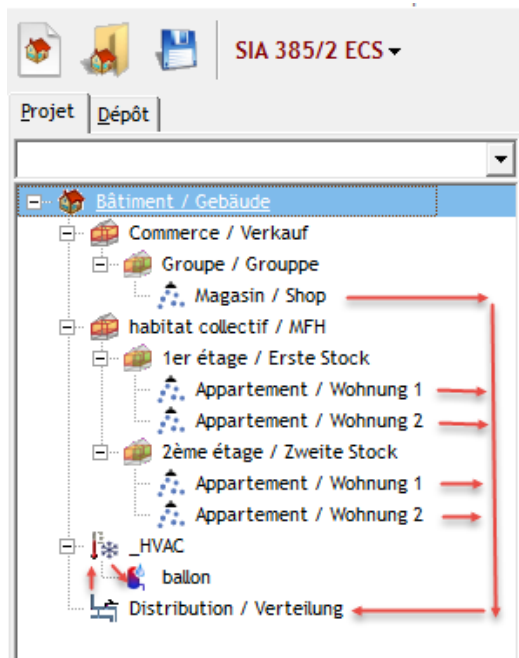 SIA 385/2 ECS
Projet Dépôt
Bâtiment / Gebäude
Commerce / Verkauf
Groupe / Grouppe
Magasin / Shop
habitat collectif / MFH
1er étage / Erste Stock
Appartement / Wohnung 1
Appartement / Wohnung 2
2ème étage / Zweite Stock
Appartement / Wohnung 1
Appartement / Wohnung 2
_HVAC
ballon
Distribution / Verteilung